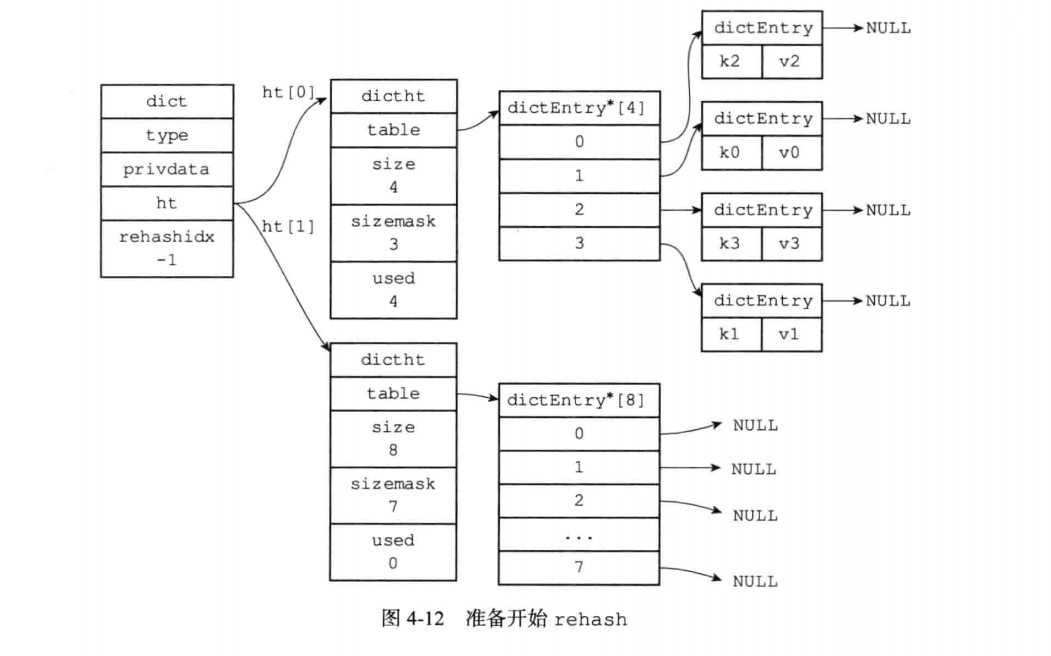 dict
type
privdata
ht
rehashidx
-1
ht[0]
ht[1]
dictht
table
size
4
sizemask
3
used
4
dictEntry*[4]
0
1
2
3
dictEntry
k2 v2
NULL
dictEntry
k0 v0
NULL
dictEntry
k3 v3
NULL
dictEntry
k1 v1
NULL
dictht
table
size
8
sizemask
7
used
0
dictEntry*[8]
0
1
2
...
7
NULL
NULL
NULL
NULL
图 4-12 准备开始 rehash